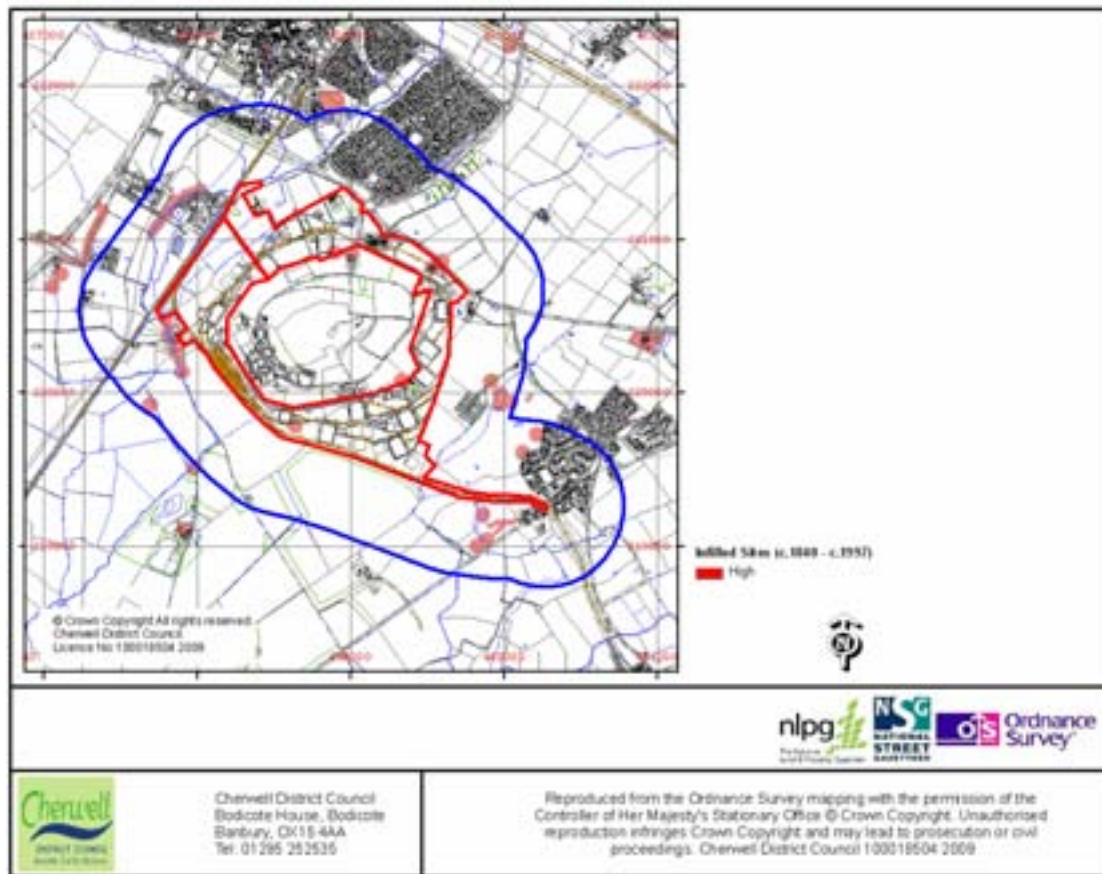 © Crown Copyright All rights reserved
Cherwell District Council
Licence No 100018504 2009
Infilled Sites (c.1840 - c.1997)
High
N
nlpg
NSG
NATIONAL
STREET
GAZETTEER
Ordnance
Survey
Cherwell
DISTRICT COUNCIL
Cherwell District Council
Bodicote House, Bodicote
Banbury, OX15 4AA
Tel: 01295 252535
Reproduced from the Ordnance Survey mapping with the permission of the
Controller of Her Majesty's Stationary Office © Crown Copyright. Unauthorised
reproduction infringes Crown Copyright and may lead to prosecution or civil
proceedings. Cherwell District Council 100018504 2009